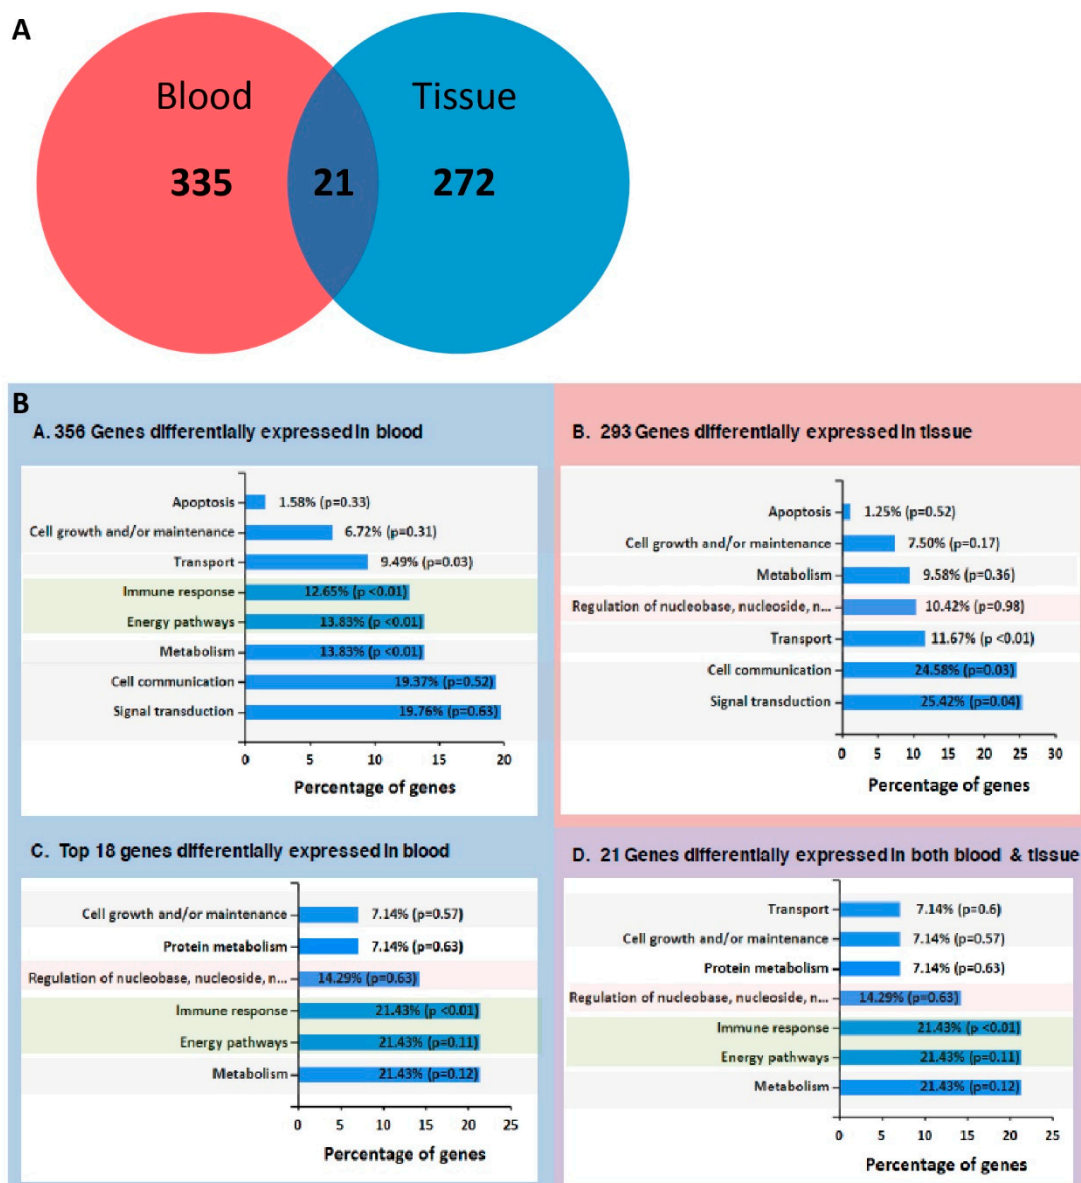 A
Blood
Tissue
335
21
272
B
A. 356 Genes differentially expressed in blood
Apoptosis
1.58% (p=0.33)
Cell growth and/or maintenance
6.72% (p=0.31)
Transport
9.49% (p=0.03)
Immune response
12.65% (p <0.01)
Energy pathways
13.83% (p <0.01)
Metabolism
13.83% (p <0.01)
Cell communication
19.37% (p=0.52)
Signal transduction
19.76% (p=0.63)
0 5 10 15 20
Percentage of genes
B. 293 Genes differentially expressed in tissue
Apoptosis
1.25% (p=0.52)
Cell growth and/or maintenance
7.50% (p=0.17)
Metabolism
9.58% (p=0.36)
Regulation of nucleobase, nucleoside, n...
10.42% (p=0.98)
Transport
11.67% (p <0.01)
Cell communication
24.58% (p=0.03)
Signal transduction
25.42% (p=0.04)
0 5 10 15 20 25 30
Percentage of genes
C. Top 18 genes differentially expressed in blood
Cell growth and/or maintenance
7.14% (p=0.57)
Protein metabolism
7.14% (p=0.63)
Regulation of nucleobase, nucleoside, n...
14.29% (p=0.63)
Immune response
21.43% (p <0.01)
Energy pathways
21.43% (p=0.11)
Metabolism
21.43% (p=0.12)
0 5 10 15 20 25
Percentage of genes
D. 21 Genes differentially expressed in both blood & tissue
Transport
7.14% (p=0.6)
Cell growth and/or maintenance
7.14% (p=0.57)
Protein metabolism
7.14% (p=0.63)
Regulation of nucleobase, nucleoside, n...
14.29% (p=0.63)
Immune response
21.43% (p <0.01)
Energy pathways
21.43% (p=0.11)
Metabolism
21.43% (p=0.12)
0 5 10 15 20 25
Percentage of genes